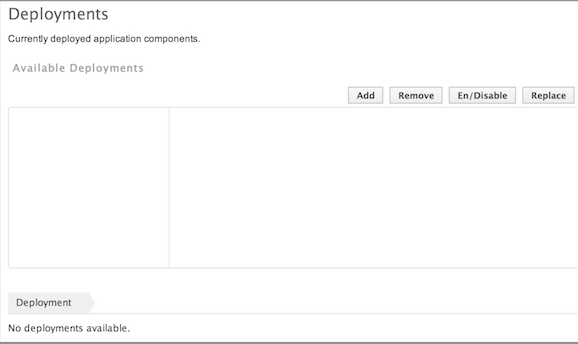 Deployments
Currently deployed application components.
Available Deployments
Add Remove En/Disable Replace
Deployment
No deployments available.